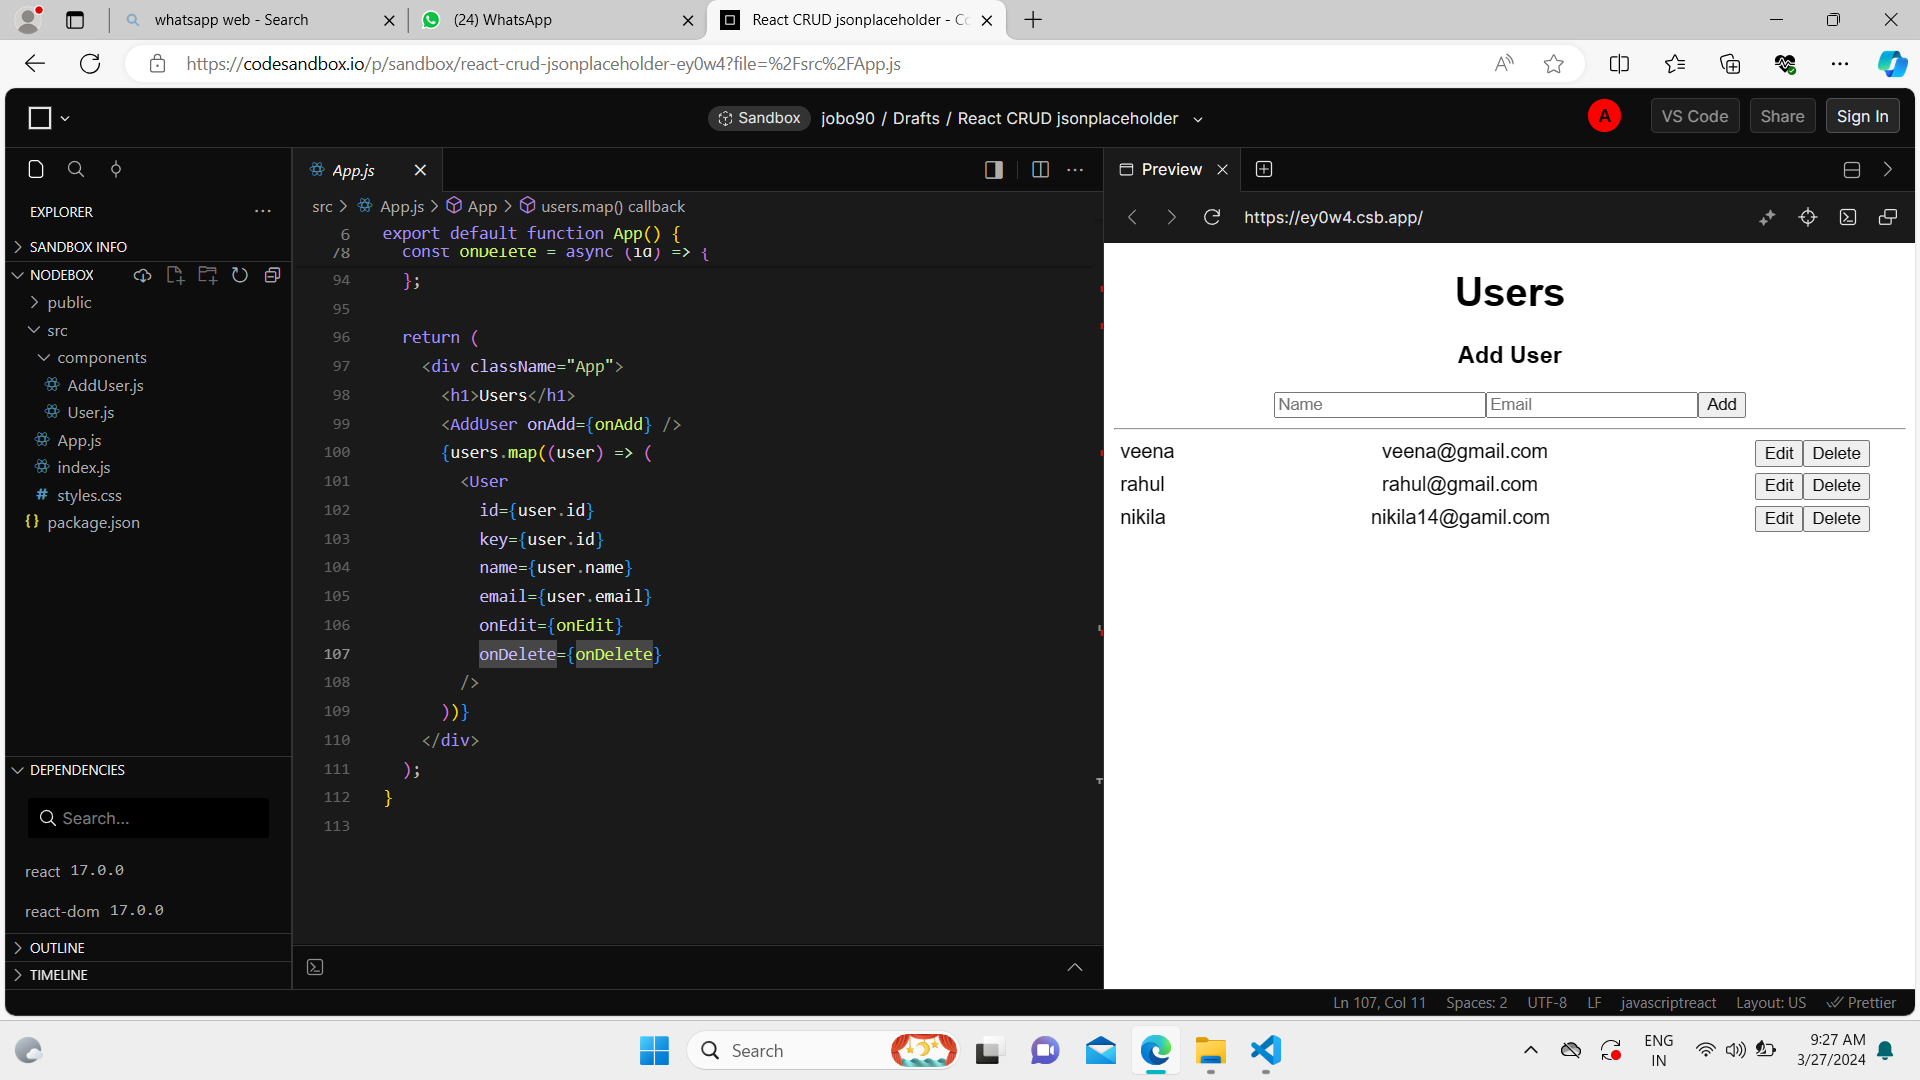 whatsapp web - Search
(24) WhatsApp
React CRUD jsonplaceholder - Co
https://codesandbox.io/p/sandbox/react-crud-jsonplaceholder-ey0w4?file=%2Fsrc%2FApp.js
Sandbox jobo90 / Drafts / React CRUD jsonplaceholder
A VS Code Share Sign In
EXPLORER
SANDBOX INFO
NODEBOX
public
src
components
AddUser.js
User.js
App.js
index.js
# styles.css
{} package.json
DEPENDENCIES
Search...
react 17.0.0
react-dom 17.0.0
OUTLINE
TIMELINE
App.js
src > App.js > App > users.map() callback
6 export default function App() {
78 const onDelete = async (id) => {
94 };
95
96 return (
97 <div className="App">
98 <h1>Users</h1>
99 <AddUser onAdd={onAdd} />
100 {users.map((user) => (
101 <User
102 id={user.id}
103 key={user.id}
104 name={user.name}
105 email={user.email}
106 onEdit={onEdit}
107 onDelete={onDelete}
108 />
109 ))}
110 </div>
111 );
112 }
113
Preview
https://ey0w4.csb.app/
Users
Add User
Name Email Add
veena veena@gmail.com Edit Delete
rahul rahul@gmail.com Edit Delete
nikila nikila14@gamil.com Edit Delete
Ln 107, Col 11 Spaces: 2 UTF-8 LF javascriptreact Layout: US Prettier
Search
ENG
IN
9:27 AM
3/27/2024